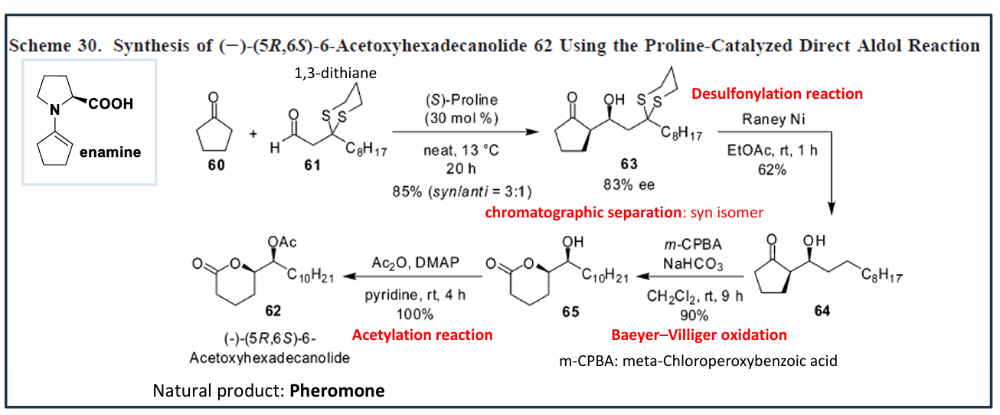 Scheme 30. Synthesis of (−)-(5R,6S)-6-Acetoxyhexadecanolide 62 Using the Proline-Catalyzed Direct Aldol Reaction
COOH
N
enamine
O
60
+
1,3-dithiane
O
H
S S
C8H17
61
(S)-Proline
(30 mol %)
neat, 13 °C
20 h
85% (syn/anti = 3:1)
O OH S S
C8H17
63
83% ee
chromatographic separation: syn isomer
Desulfonylation reaction
Raney Ni
EtOAc, rt, 1 h
62%
O OH
C8H17
64
m-CPBA
NaHCO3
CH2Cl2, rt, 9 h
90%
Baeyer–Villiger oxidation
m-CPBA: meta-Chloroperoxybenzoic acid
OH
O O
C10H21
65
Ac2O, DMAP
pyridine, rt, 4 h
100%
Acetylation reaction
OAc
O O
C10H21
62
(-)-(5R,6S)-6-
Acetoxyhexadecanolide
Natural product: Pheromone